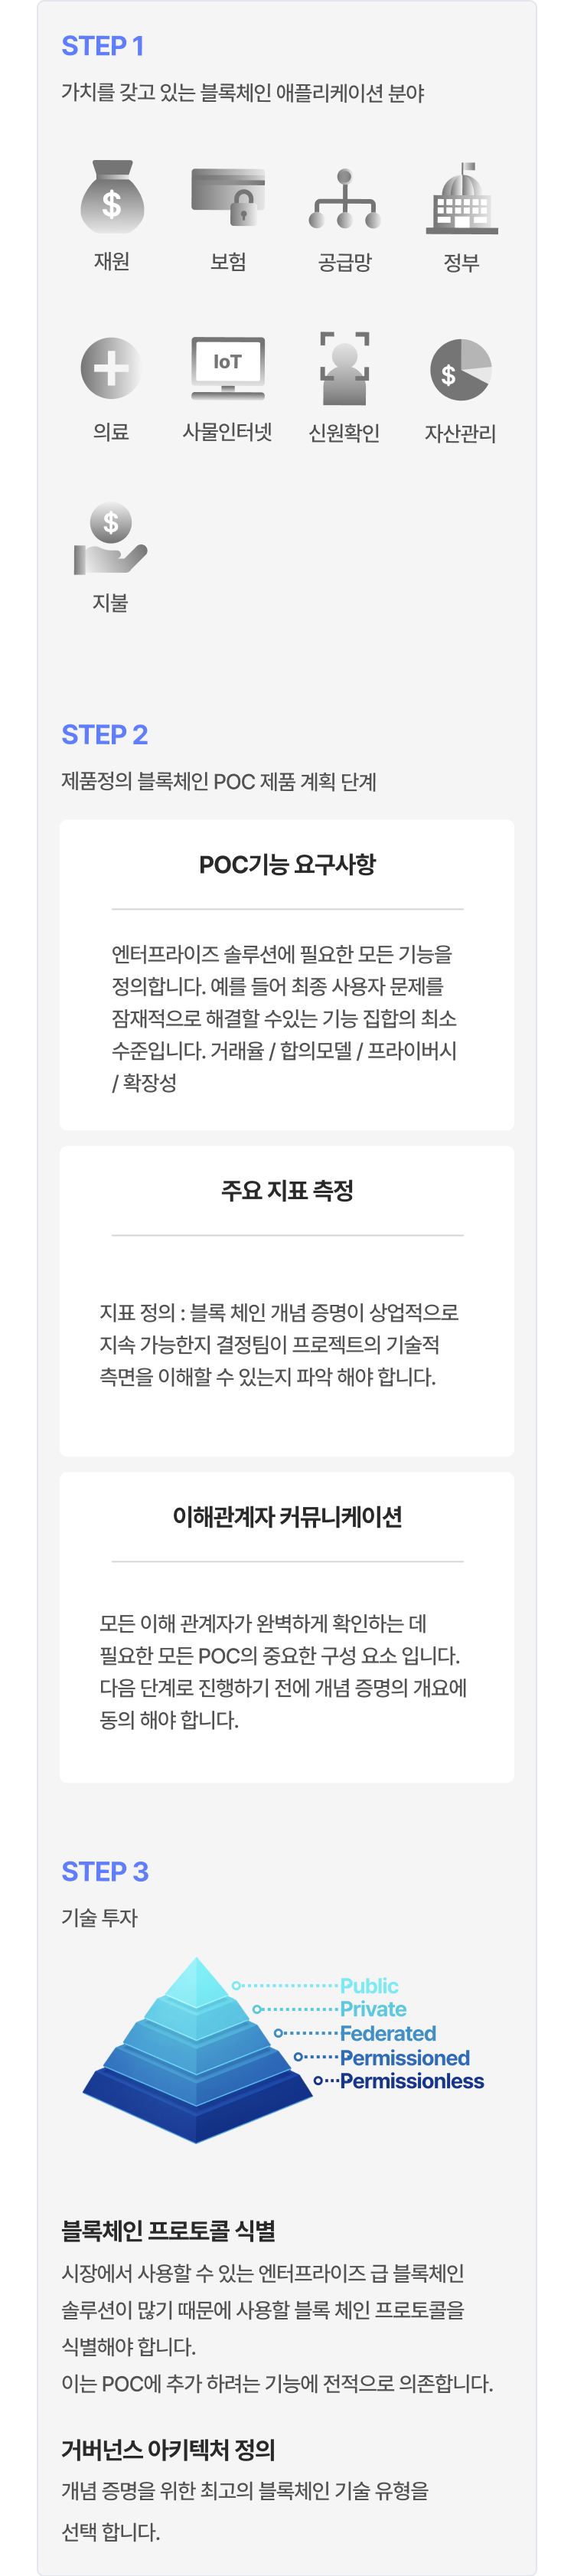 STEP 1
가치를 갖고 있는 블록체인 애플리케이션 분야
$
재원 보험 공급망 정부
IoT
$
의료 사물인터넷 신원확인 자산관리
$
지불
STEP 2
제품정의 블록체인 POC 제품 계획 단계
POC기능 요구사항
엔터프라이즈 솔루션에 필요한 모든 기능을
정의합니다. 예를 들어 최종 사용자 문제를
잠재적으로 해결할 수있는 기능 집합의 최소
수준입니다. 거래율 / 합의모델 / 프라이버시
/ 확장성
주요 지표 측정
지표 정의 : 블록 체인 개념 증명이 상업적으로
지속 가능한지 결정팀이 프로젝트의 기술적
측면을 이해할 수 있는지 파악 해야 합니다.
이해관계자 커뮤니케이션
모든 이해 관계자가 완벽하게 확인하는 데
필요한 모든 POC의 중요한 구성 요소 입니다.
다음 단계로 진행하기 전에 개념 증명의 개요에
동의 해야 합니다.
STEP 3
기술 투자
Public
Private
Federated
Permissioned
Permissionless
블록체인 프로토콜 식별
시장에서 사용할 수 있는 엔터프라이즈 급 블록체인
솔루션이 많기 때문에 사용할 블록 체인 프로토콜을
식별해야 합니다.
이는 POC에 추가 하려는 기능에 전적으로 의존합니다.
거버넌스 아키텍처 정의
개념 증명을 위한 최고의 블록체인 기술 유형을
선택 합니다.